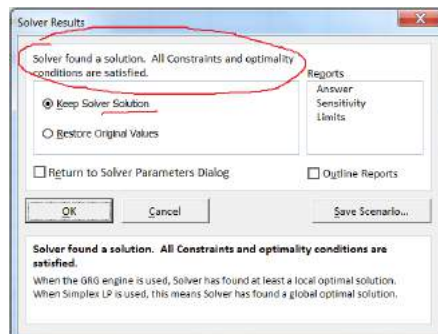 Solver Results
Solver found a solution. All Constraints and optimality
conditions are satisfied.
Reports
Answer
Sensitivity
Limits
Keep Solver Solution
Restore Original Values
Return to Solver Parameters Dialog
Outline Reports
OK
Cancel
Save Scenario...
Solver found a solution. All Constraints and optimality conditions are
satisfied.
When the GRG engine is used, Solver has found at least a local optimal solution.
When Simplex LP is used, this means Solver has found a global optimal solution.